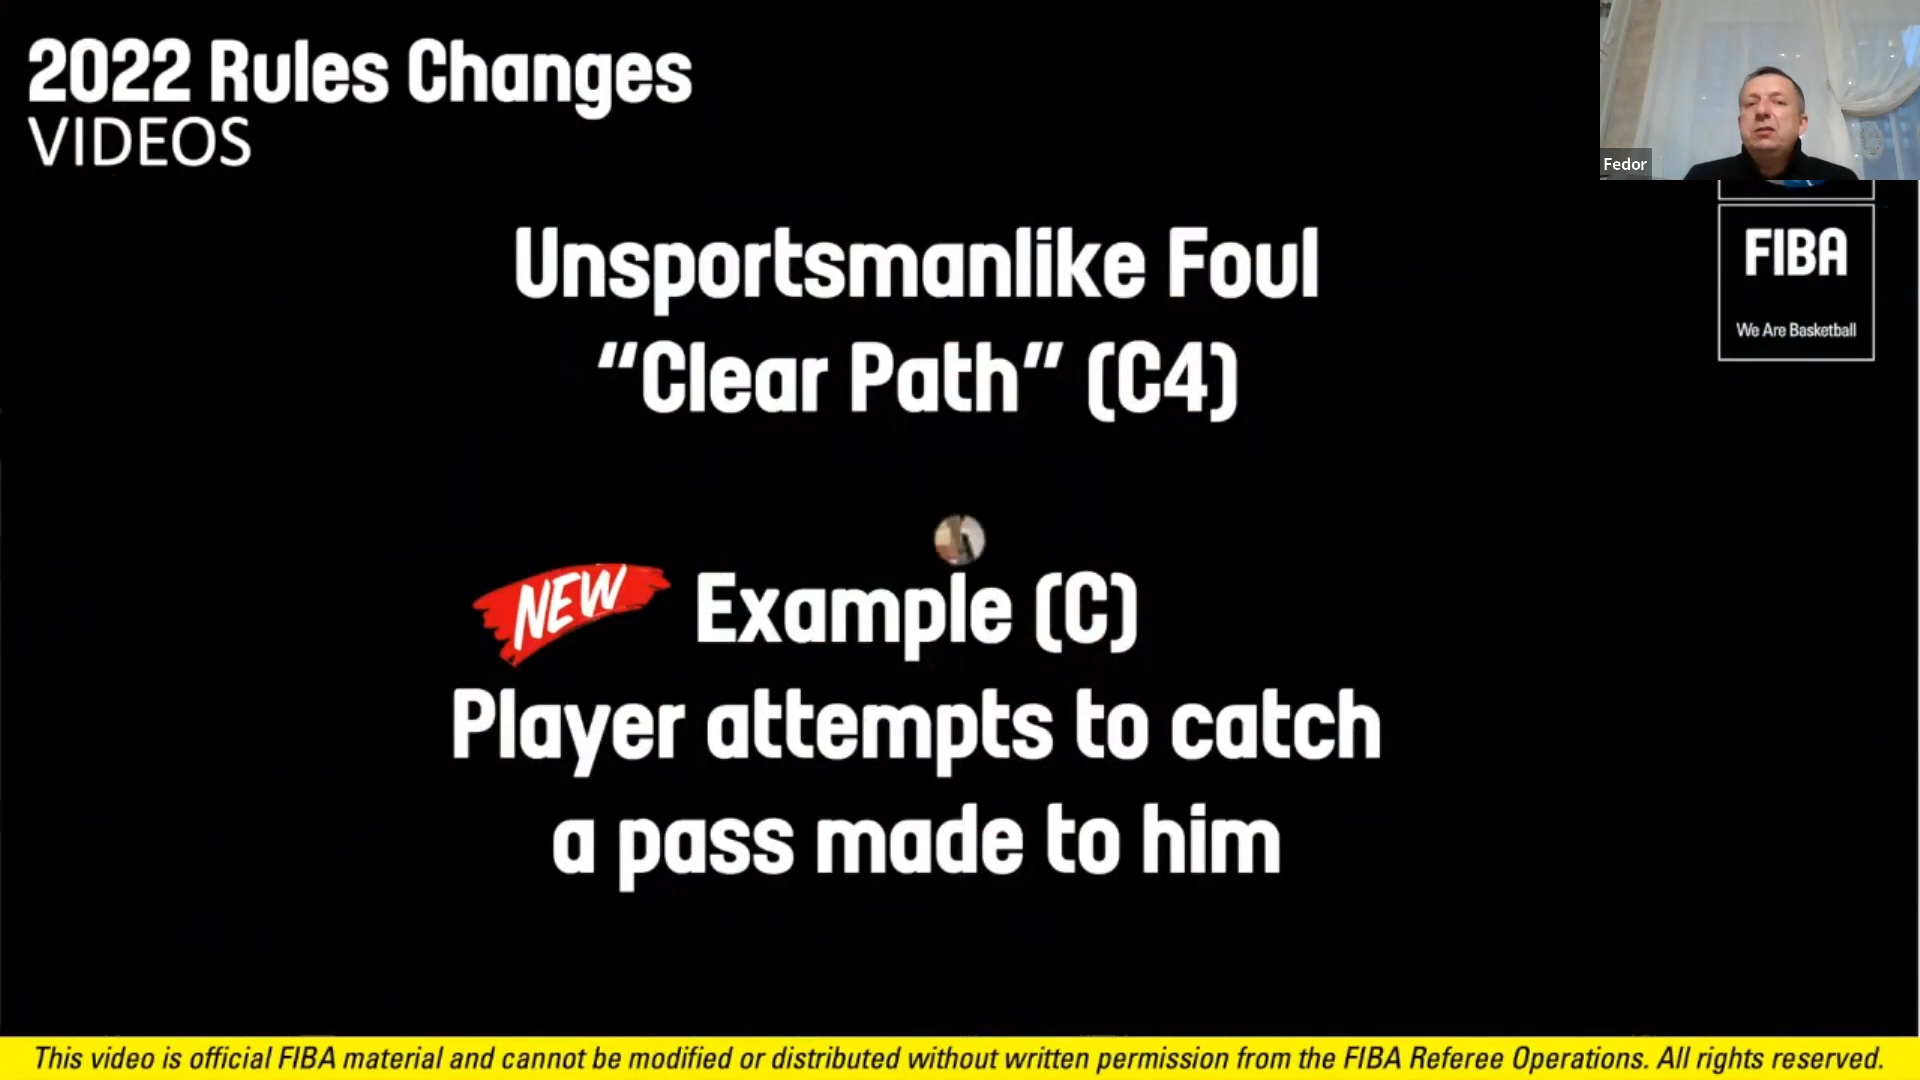 2022 Rules Changes
VIDEOS
Fedor
FIBA
We Are Basketball
Unsportsmanlike Foul
“Clear Path” (C4)
NEW Example (C)
Player attempts to catch
a pass made to him
This video is official FIBA material and cannot be modified or distributed without written permission from the FIBA Referee Operations. All rights reserved.